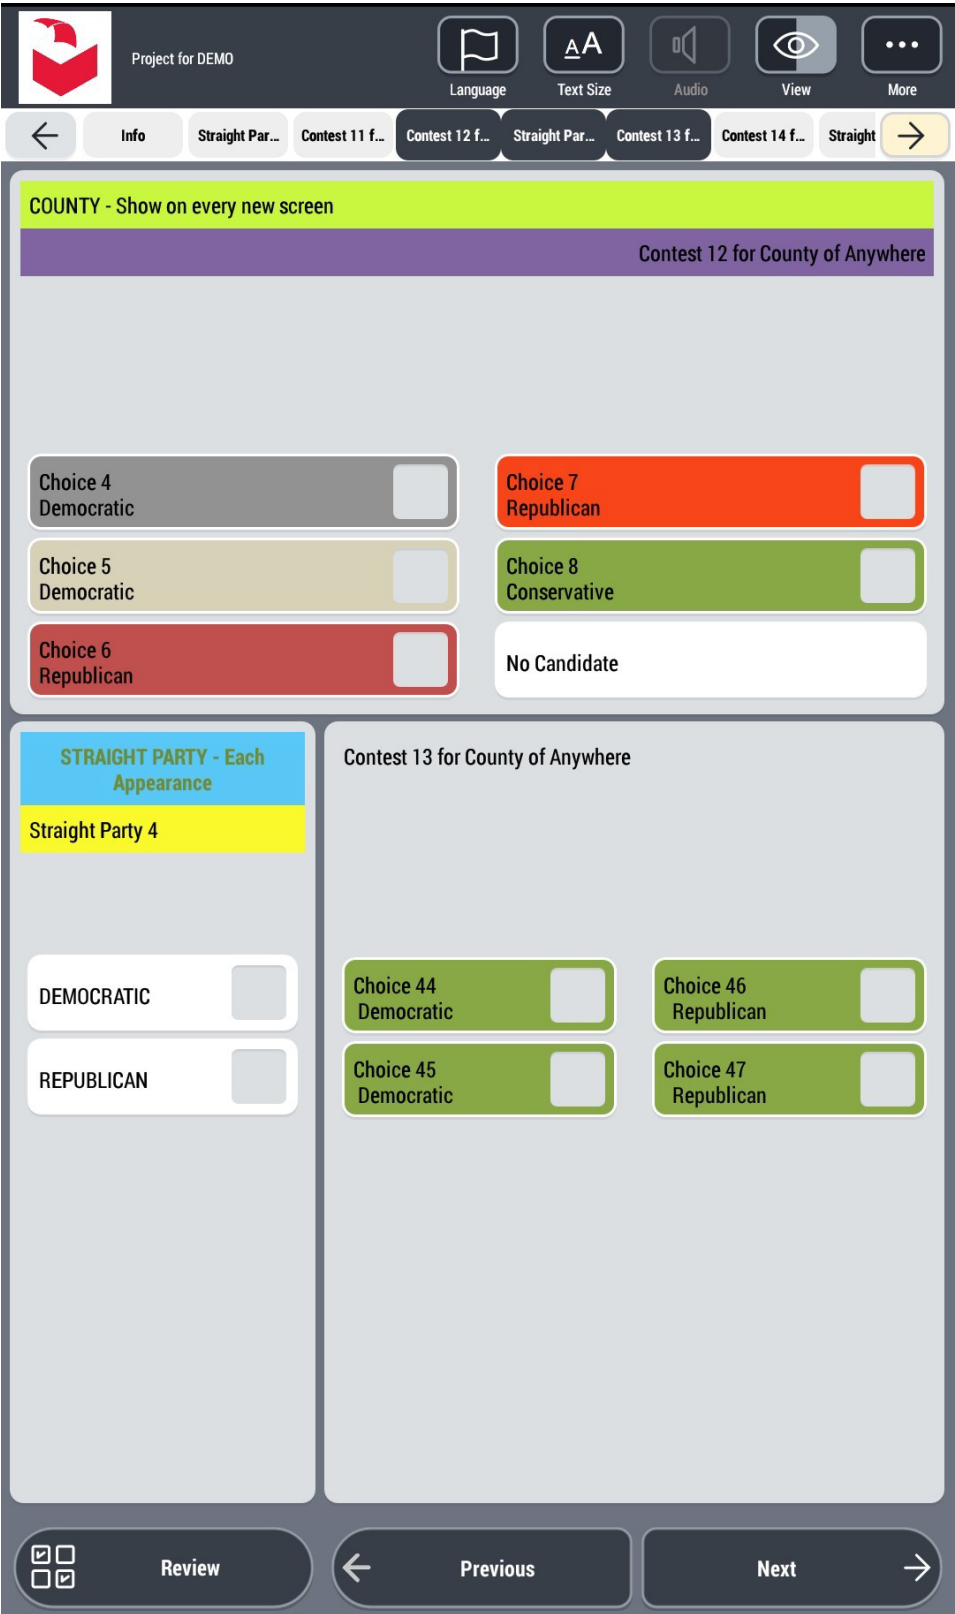 Project for DEMO
Language
AA
Text Size
Audio
View
More
Info
Straight Par...
Contest 11 f...
Contest 12 f...
Straight Par...
Contest 13 f...
Contest 14 f...
Straight
COUNTY - Show on every new screen
Contest 12 for County of Anywhere
Choice 4
Democratic
Choice 5
Democratic
Choice 6
Republican
Choice 7
Republican
Choice 8
Conservative
No Candidate
STRAIGHT PARTY - Each
Appearance
Straight Party 4
DEMOCRATIC
REPUBLICAN
Contest 13 for County of Anywhere
Choice 44
Democratic
Choice 45
Democratic
Choice 46
Republican
Choice 47
Republican
Review
Previous
Next